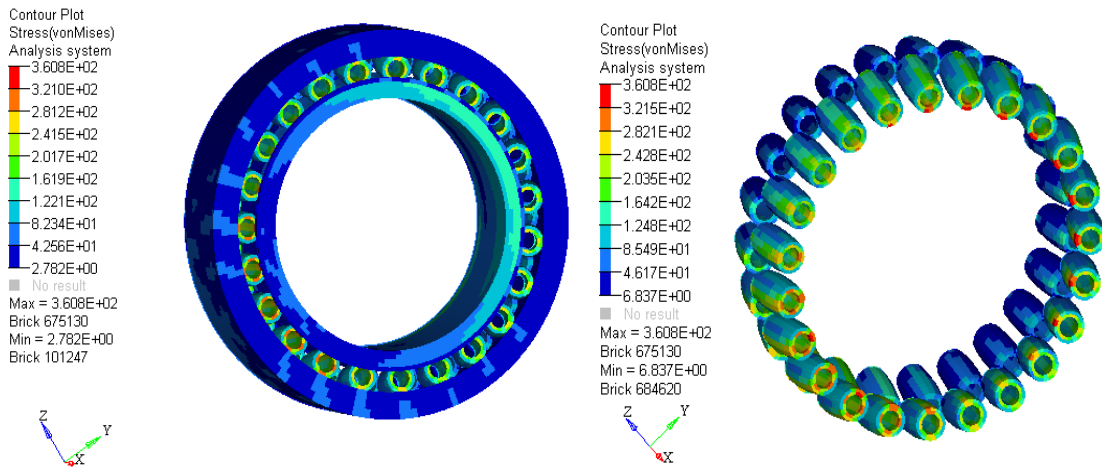 Contour Plot
Stress(vonMises)
Analysis system
3.608E+02
3.210E+02
2.812E+02
2.415E+02
2.017E+02
1.619E+02
1.221E+02
8.234E+01
4.256E+01
2.782E+00
No result
Max = 3.608E+02
Brick 675130
Min = 2.782E+00
Brick 101247
Z
Y
X
Contour Plot
Stress(vonMises)
Analysis system
3.608E+02
3.215E+02
2.821E+02
2.428E+02
2.035E+02
1.642E+02
1.248E+02
8.549E+01
4.617E+01
6.837E+00
No result
Max = 3.608E+02
Brick 675130
Min = 6.837E+00
Brick 684620
Z
Y
X